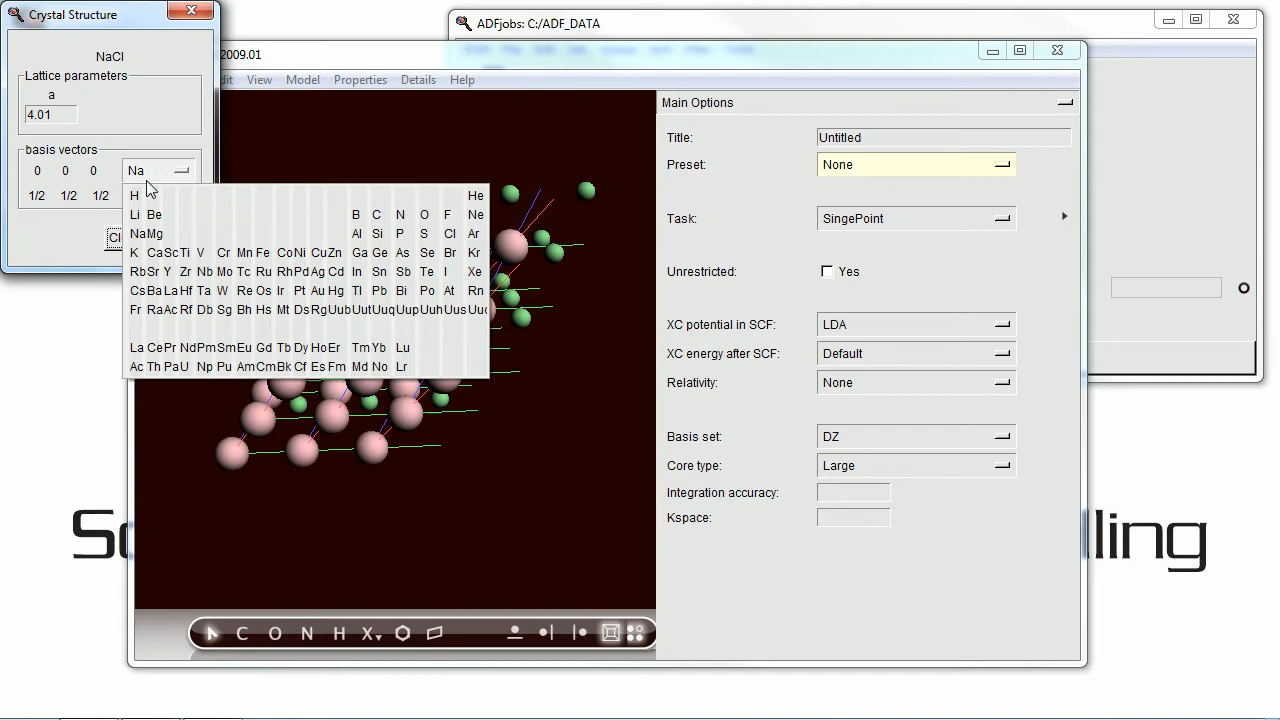 Crystal Structure
NaCl
Lattice parameters
a
4.01
basis vectors
0 0 0 Na
1/2 1/2 1/2
Cl
H He
Li Be B C N O F Ne
Na Mg Al Si P S Cl Ar
K Ca Sc Ti V Cr Mn Fe Co Ni Cu Zn Ga Ge As Se Br Kr
Rb Sr Y Zr Nb Mo Tc Ru Rh Pd Ag Cd In Sn Sb Te I Xe
Cs Ba La Hf Ta W Re Os Ir Pt Au Hg Tl Pb Bi Po At Rn
Fr Ra Ac Rf Db Sg Bh Hs Mt Ds Rg Uub Uut Uuq Uup Uuh Uus Uuo
La Ce Pr Nd Pm Sm Eu Gd Tb Dy Ho Er Tm Yb Lu
Ac Th Pa U Np Pu Am Cm Bk Cf Es Fm Md No Lr
ADFjobs: C:/ADF_DATA
2009.01
dit View Model Properties Details Help
Main Options
Title: Untitled
Preset: None
Task: SingePoint
Unrestricted: Yes
XC potential in SCF: LDA
XC energy after SCF: Default
Relativity: None
Basis set: DZ
Core type: Large
Integration accuracy:
Kspace:
C O N H X
Sc lling